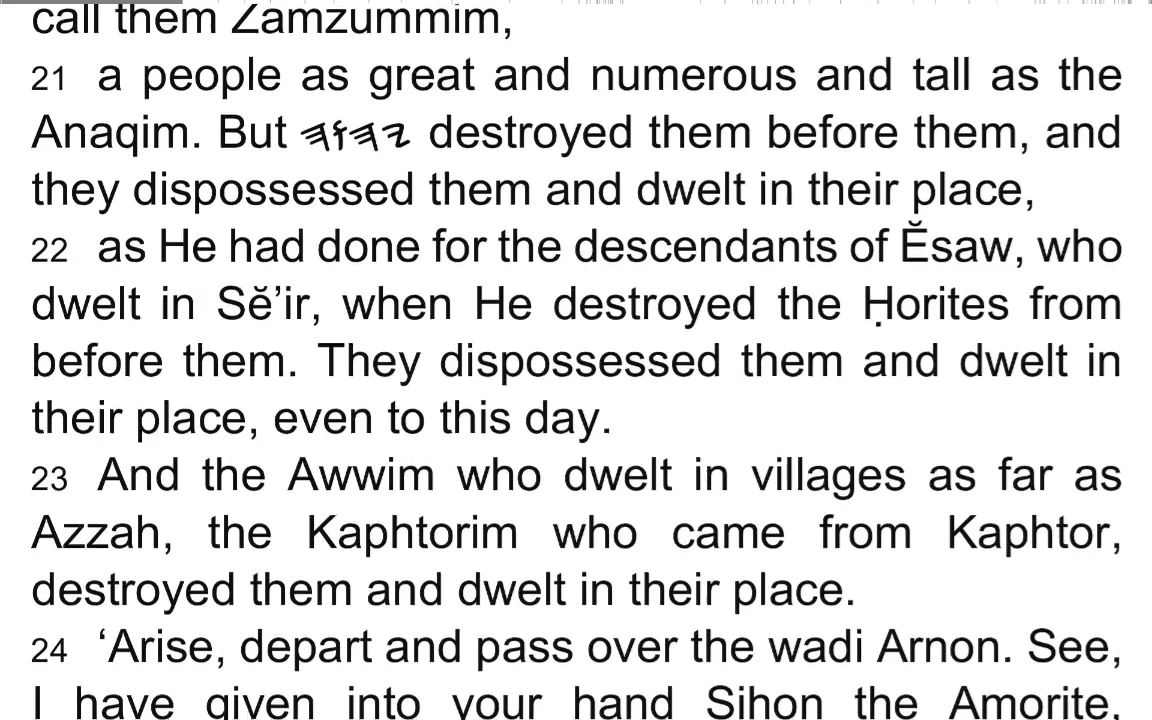 call them Zamzummim,
21 a people as great and numerous and tall as the
Anaqim. But 𐤉𐤄𐤅𐤄 destroyed them before them, and
they dispossessed them and dwelt in their place,
22 as He had done for the descendants of Ĕsaw, who
dwelt in Sĕ’ir, when He destroyed the Ḥorites from
before them. They dispossessed them and dwelt in
their place, even to this day.
23 And the Awwim who dwelt in villages as far as
Azzah, the Kaphtorim who came from Kaphtor,
destroyed them and dwelt in their place.
24 ‘Arise, depart and pass over the wadi Arnon. See,
I have given into your hand Sihon the Amorite,